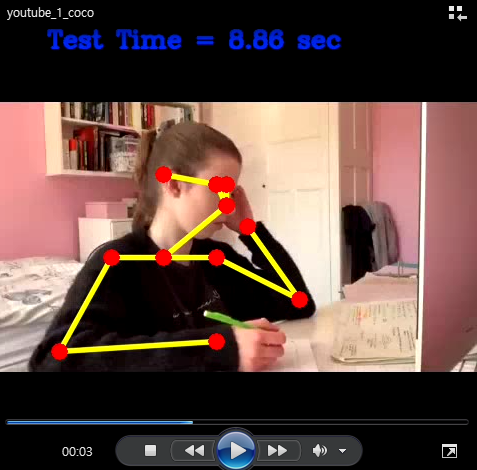 youtube_1_coco
Test Time = 8.86 sec
00:03